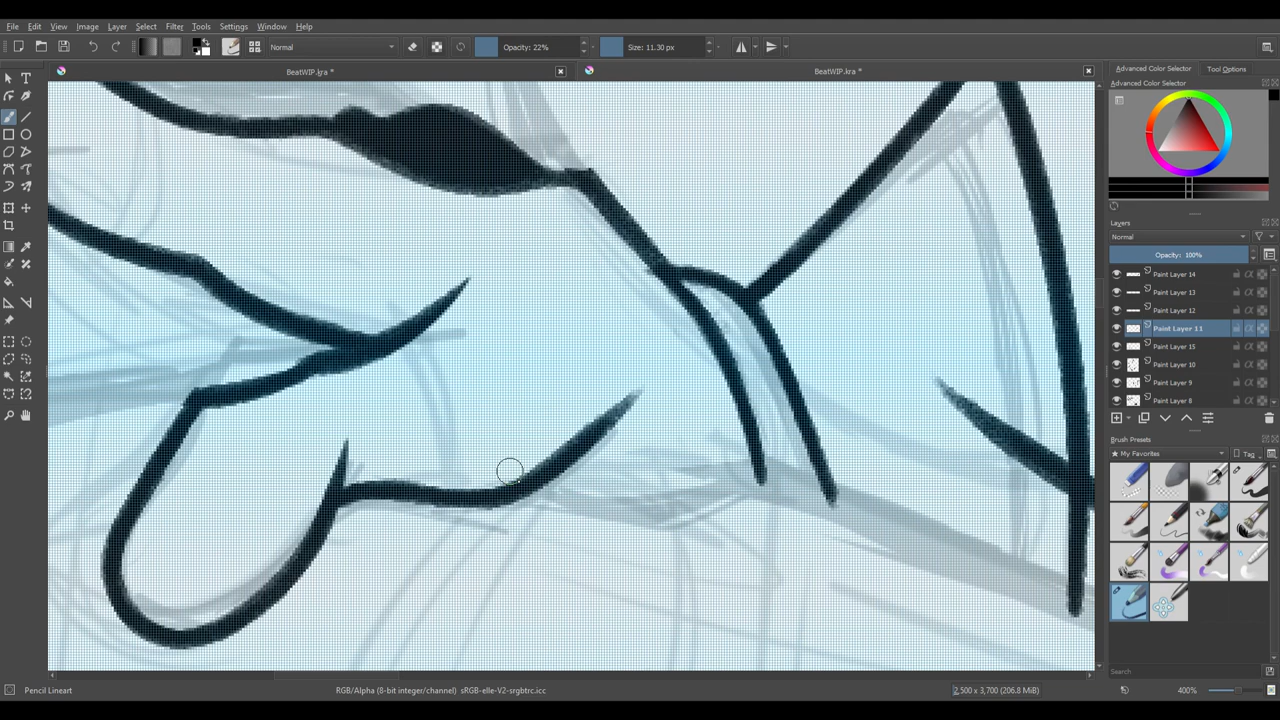 File Edit View Image Layer Select Filter Tools Settings Window Help
Normal Opacity: 22% Size: 11.30 px
BeatWIP.kra * BeatWIP.kra *
Advanced Color Selector Tool Options
Advanced Color Selector
Layers
Normal
Opacity: 100%
Paint Layer 14
Paint Layer 13
Paint Layer 12
Paint Layer 11
Paint Layer 15
Paint Layer 10
Paint Layer 9
Paint Layer 8
Brush Presets
My Favorites Tag
Search
Pencil Lineart RGB/Alpha (8-bit integer/channel) sRGB-elle-V2-srgbtrc.icc 2,500 x 3,700 (206.8 MiB) 400%